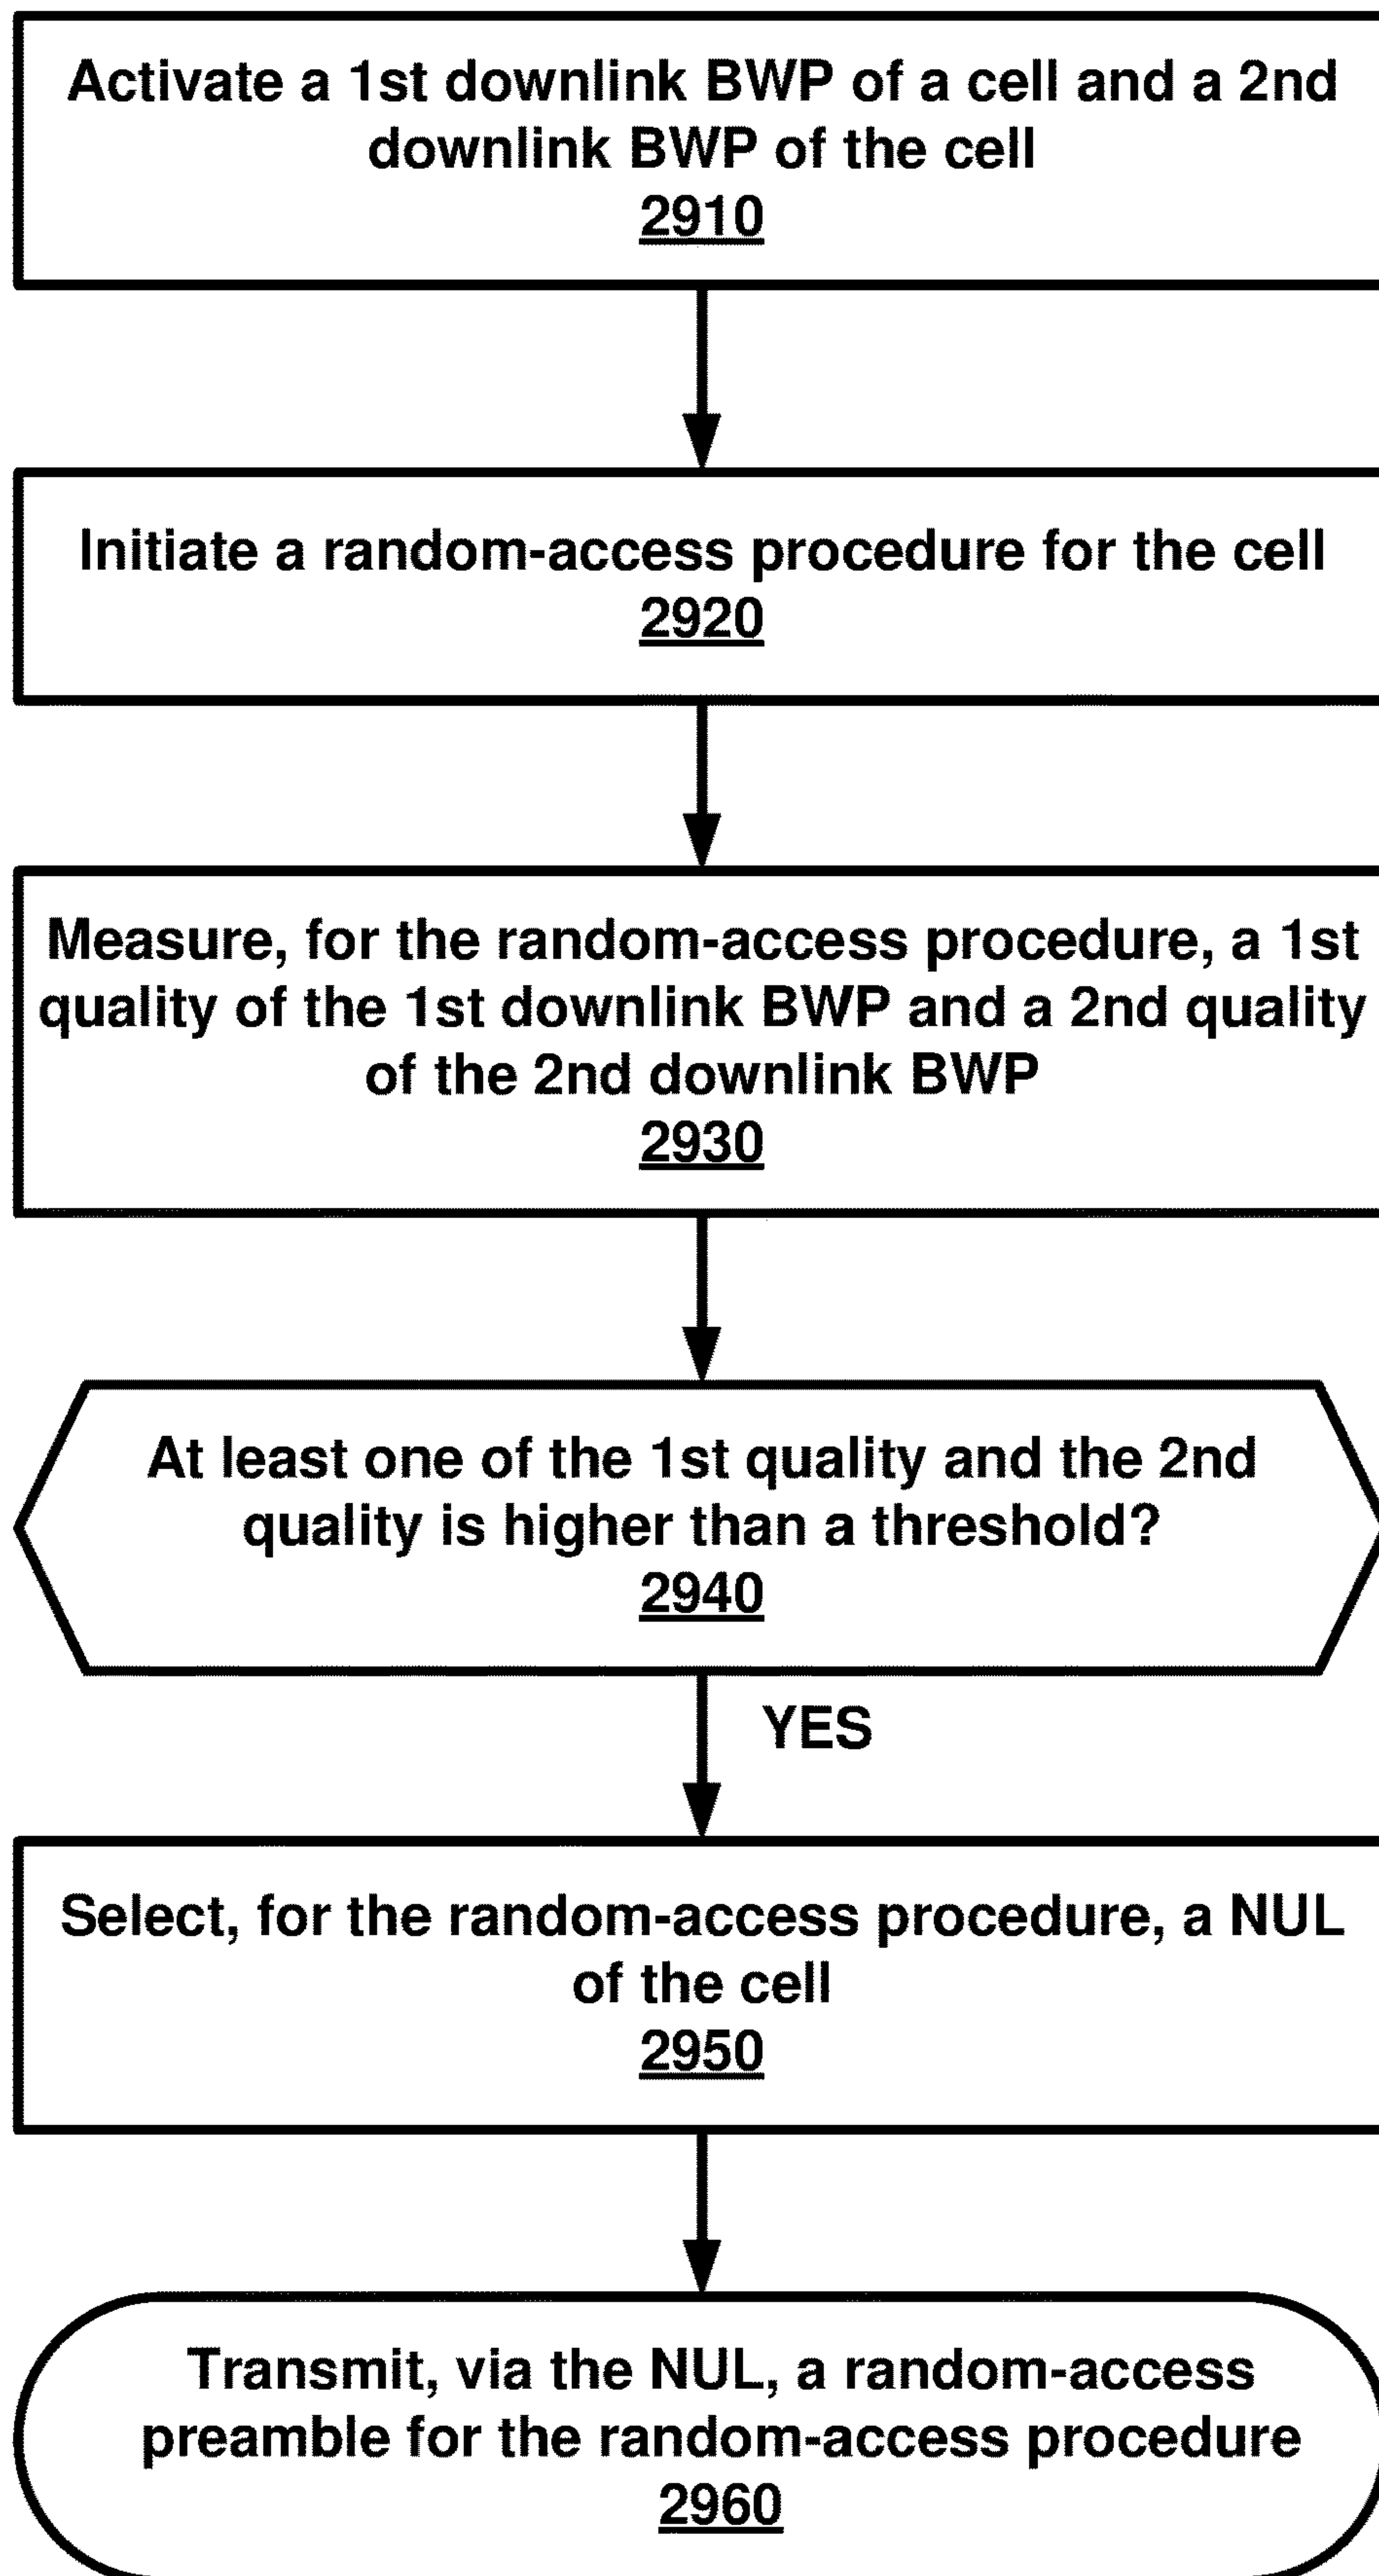 Activate a 1st downlink BWP of a cell and a 2nd
downlink BWP of the cell
2910
Initiate a random-access procedure for the cell
2920
Measure, for the random-access procedure, a 1st
quality of the 1st downlink BWP and a 2nd quality
of the 2nd downlink BWP
2930
At least one of the 1st quality and the 2nd
quality is higher than a threshold?
2940
YES
Select, for the random-access procedure, a NUL
of the cell
2950
Transmit, via the NUL, a random-access
preamble for the random-access procedure
2960